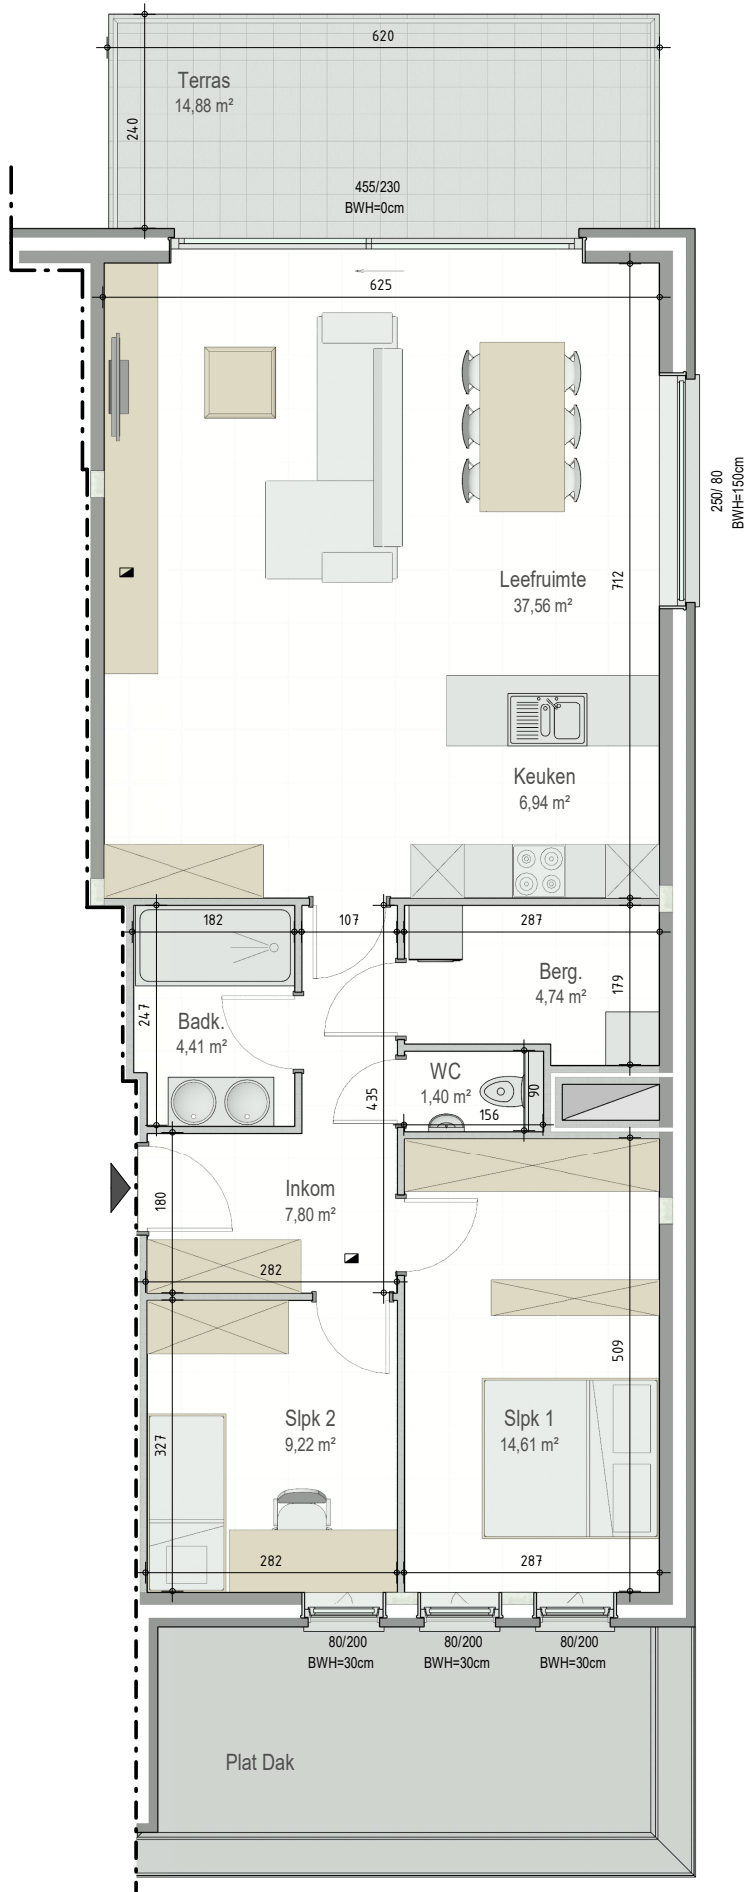 620
Terras
14,88 m²
240
455/230
BWH=0cm
625
250/ 80
BWH=150cm
Leefruimte
37,56 m²
712
Keuken
6,94 m²
182
107
287
Berg.
4,74 m²
179
247
Badk.
4,41 m²
WC
1,40 m²
90
156
435
Inkom
7,80 m²
180
282
509
Slpk 2
9,22 m²
Slpk 1
14,61 m²
327
282
287
80/200
BWH=30cm
80/200
BWH=30cm
80/200
BWH=30cm
Plat Dak